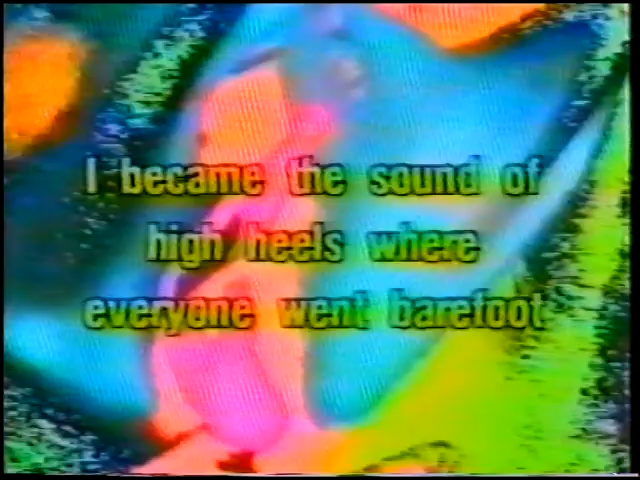 I became the sound of
high heels where
everyone went barefoot